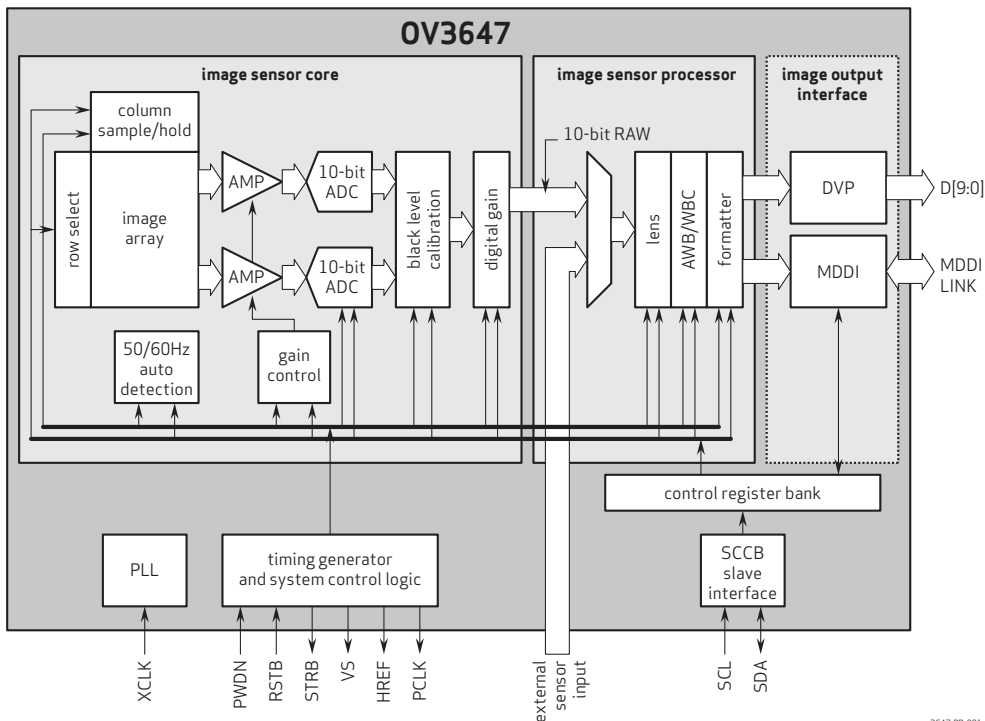 OV3647
image sensor core
image sensor processor
image output
interface
column
sample/hold
10-bit RAW
row select
image
array
AMP
10-bit
ADC
AMP
10-bit
ADC
black level
calibration
digital gain
lens
AWB/WBC
formatter
DVP
D[9:0]
MDDI
MDDI
LINK
50/60Hz
auto
detection
gain
control
control register bank
PLL
timing generator
and system control logic
SCCB
slave
interface
XCLK
PWDN
RSTB
STRB
VS
HREF
PCLK
external
sensor
input
SCL
SDA